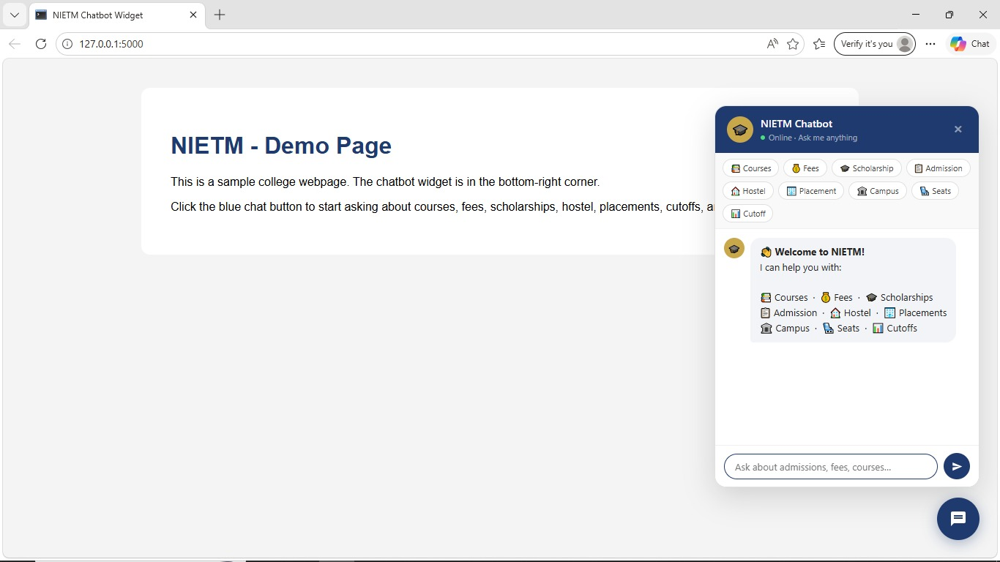 NIETM Chatbot Widget
127.0.0.1:5000
Verify it's you
Chat
NIETM - Demo Page
This is a sample college webpage. The chatbot widget is in the bottom-right corner.
Click the blue chat button to start asking about courses, fees, scholarships, hostel, placements, cutoffs,
NIETM Chatbot
Online · Ask me anything
Courses Fees Scholarship Admission
Hostel Placement Campus Seats
Cutoff
Welcome to NIETM!
I can help you with:
Courses · Fees · Scholarships
Admission · Hostel · Placements
Campus · Seats · Cutoffs
Ask about admissions, fees, courses...